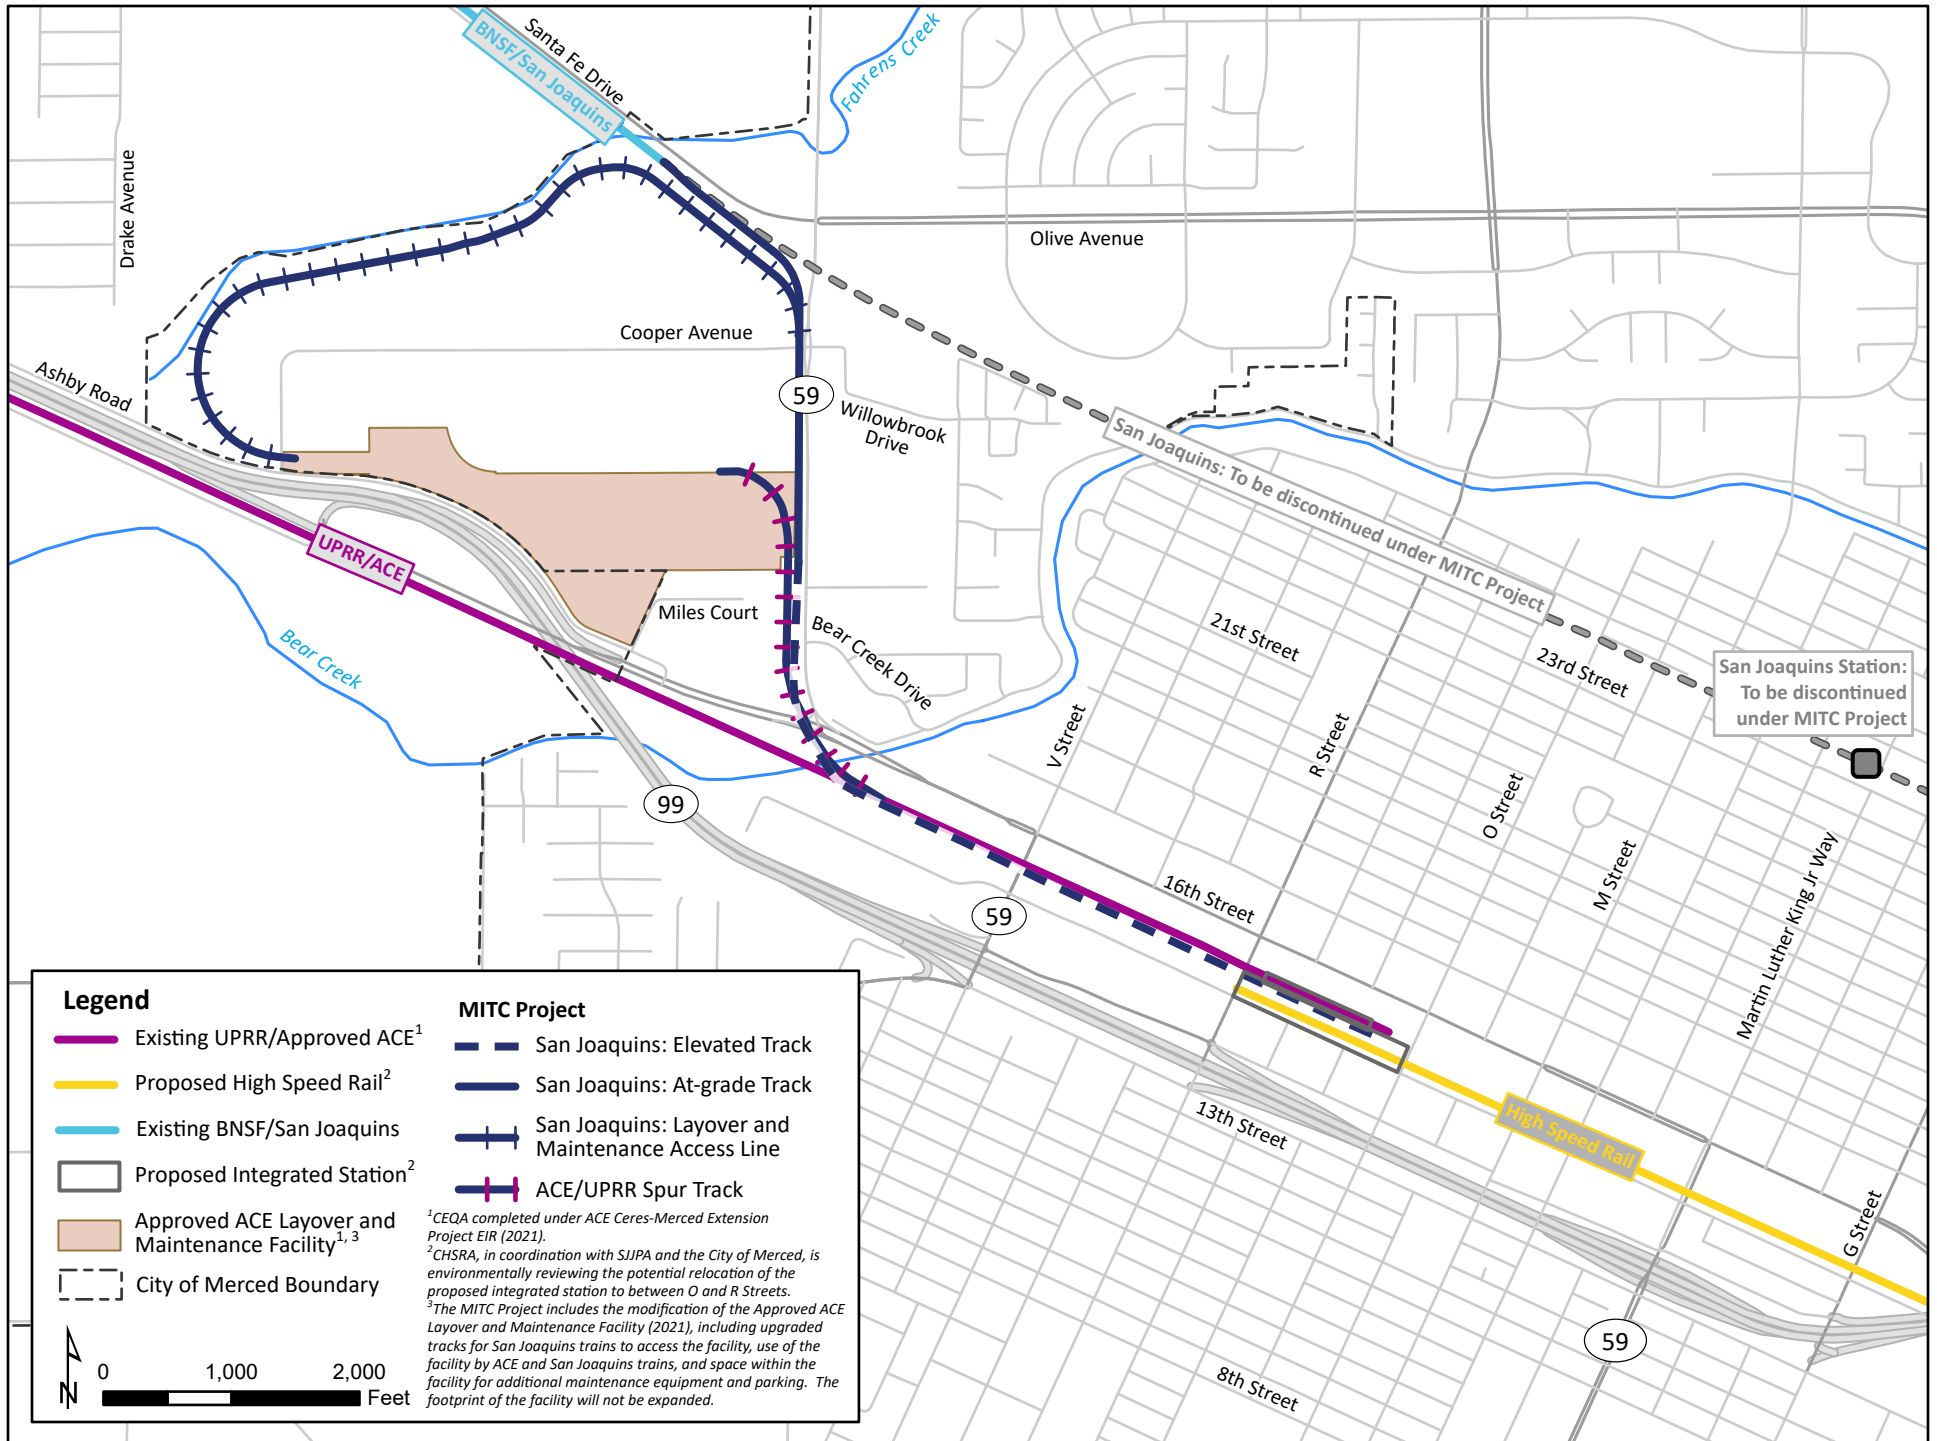 BNSF/San Joaquins
Santa Fe Drive
Fahrens Creek
Drake Avenue
Olive Avenue
Cooper Avenue
Ashby Road
59
Willowbrook
Drive
San Joaquins: To be discontinued under MITC Project
UPRR/ACE
Miles Court
Bear Creek Drive
Bear Creek
21st Street
23rd Street
San Joaquins Station:
To be discontinued
under MITC Project
V Street
R Street
O Street
M Street
Martin Luther King Jr Way
99
59
16th Street
13th Street
High Speed Rail
G Street
59
8th Street
Legend
Existing UPRR/Approved ACE1
Proposed High Speed Rail2
Existing BNSF/San Joaquins
Proposed Integrated Station2
Approved ACE Layover and
Maintenance Facility1, 3
City of Merced Boundary
MITC Project
San Joaquins: Elevated Track
San Joaquins: At-grade Track
San Joaquins: Layover and
Maintenance Access Line
ACE/UPRR Spur Track
1CEQA completed under ACE Ceres-Merced Extension
Project EIR (2021).
2CHSRA, in coordination with SJJPA and the City of Merced, is
environmentally reviewing the potential relocation of the
proposed integrated station to between O and R Streets.
3The MITC Project includes the modification of the Approved ACE
Layover and Maintenance Facility (2021), including upgraded
tracks for San Joaquins trains to access the facility, use of the
facility by ACE and San Joaquins trains, and space within the
facility for additional maintenance equipment and parking. The
footprint of the facility will not be expanded.
N
0 1,000 2,000
Feet